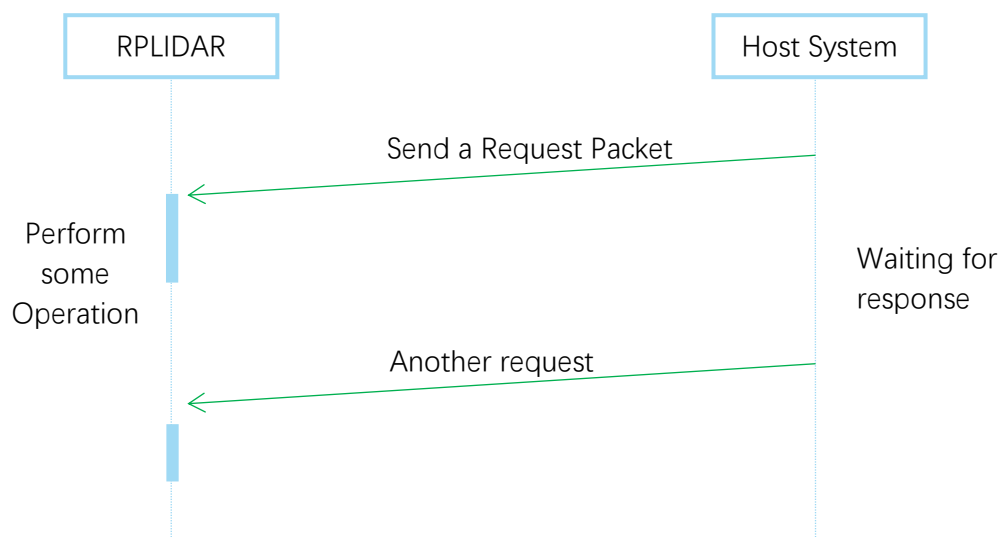 RPLIDAR
Host System
Send a Request Packet
Perform
some
Operation
Waiting for
response
Another request